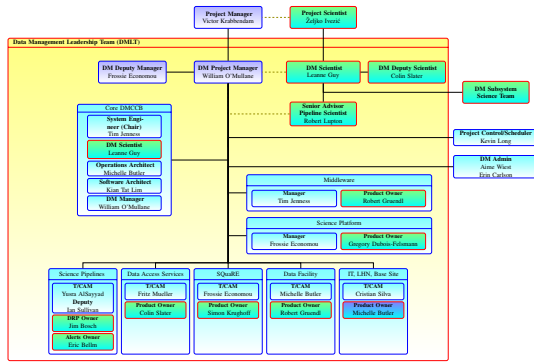 Project Manager
Victor Krabbendam
Project Scientist
Željko Ivezić
Data Management Leadership Team (DMLT)
DM Deputy Manager
Frossie Economou
DM Project Manager
William O'Mullane
DM Scientist
Leanne Guy
DM Deputy Scientist
Colin Slater
DM Subsystem
Science Team
Senior Advisor
Pipeline Scientist
Robert Lupton
Core DMCCB
System Engi-
neer (Chair)
Tim Jenness
DM Scientist
Leanne Guy
Operations Architect
Michelle Butler
Software Architect
Kian Tat Lim
DM Manager
William O'Mullane
Project Control/Scheduler
Kevin Long
DM Admin
Aime Wiest
Erin Carlson
Middleware
Manager
Tim Jenness
Product Owner
Robert Gruendl
Science Platform
Manager
Frossie Economou
Product Owner
Gregory Dubois-Felsmann
Science Pipelines
T/CAM
Yusra AlSayyad
Deputy
Ian Sullivan
DRP Owner
Jim Bosch
Alerts Owner
Eric Bellm
Data Access Services
T/CAM
Fritz Mueller
Product Owner
Colin Slater
SQuaRE
T/CAM
Frossie Economou
Product Owner
Simon Krughoff
Data Facility
T/CAM
Michelle Butler
Product Owner
Robert Gruendl
IT, LHN, Base Site
T/CAM
Cristian Silva
Product Owner
Michelle Butler